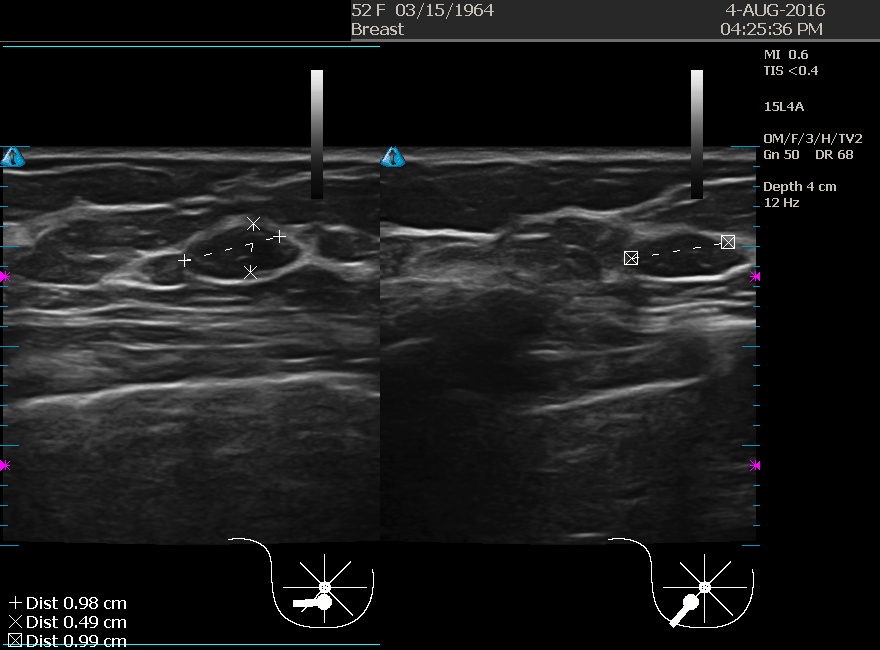 52 F 03/15/1964
4-AUG-2016
Breast
04:25:36 PM
MI 0.6
TIS <0.4
15L4A
OM/F/3/H/TV2
Gn 50 DR 68
Depth 4 cm
12 Hz
Dist 0.98 cm
Dist 0.49 cm
Dist 0.99 cm